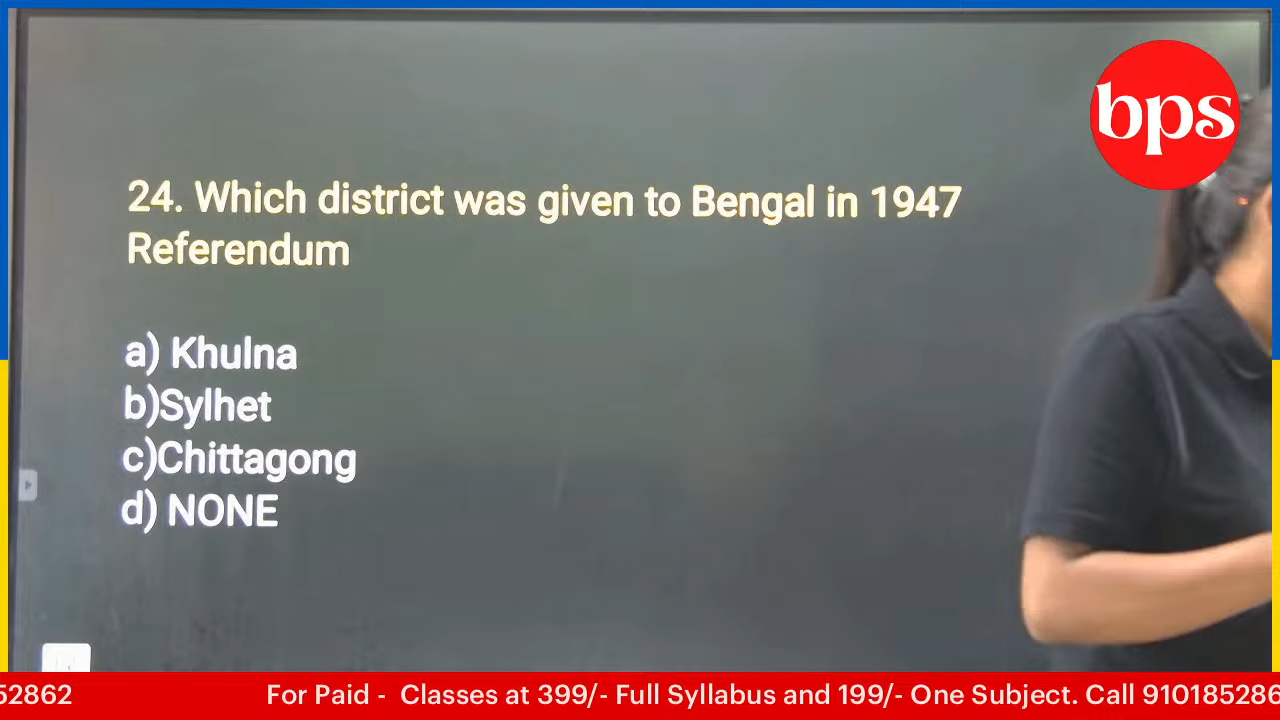 bps
24. Which district was given to Bengal in 1947
Referendum
a) Khulna
b)Sylhet
c)Chittagong
d) NONE
52862 For Paid - Classes at 399/- Full Syllabus and 199/- One Subject. Call 910185286